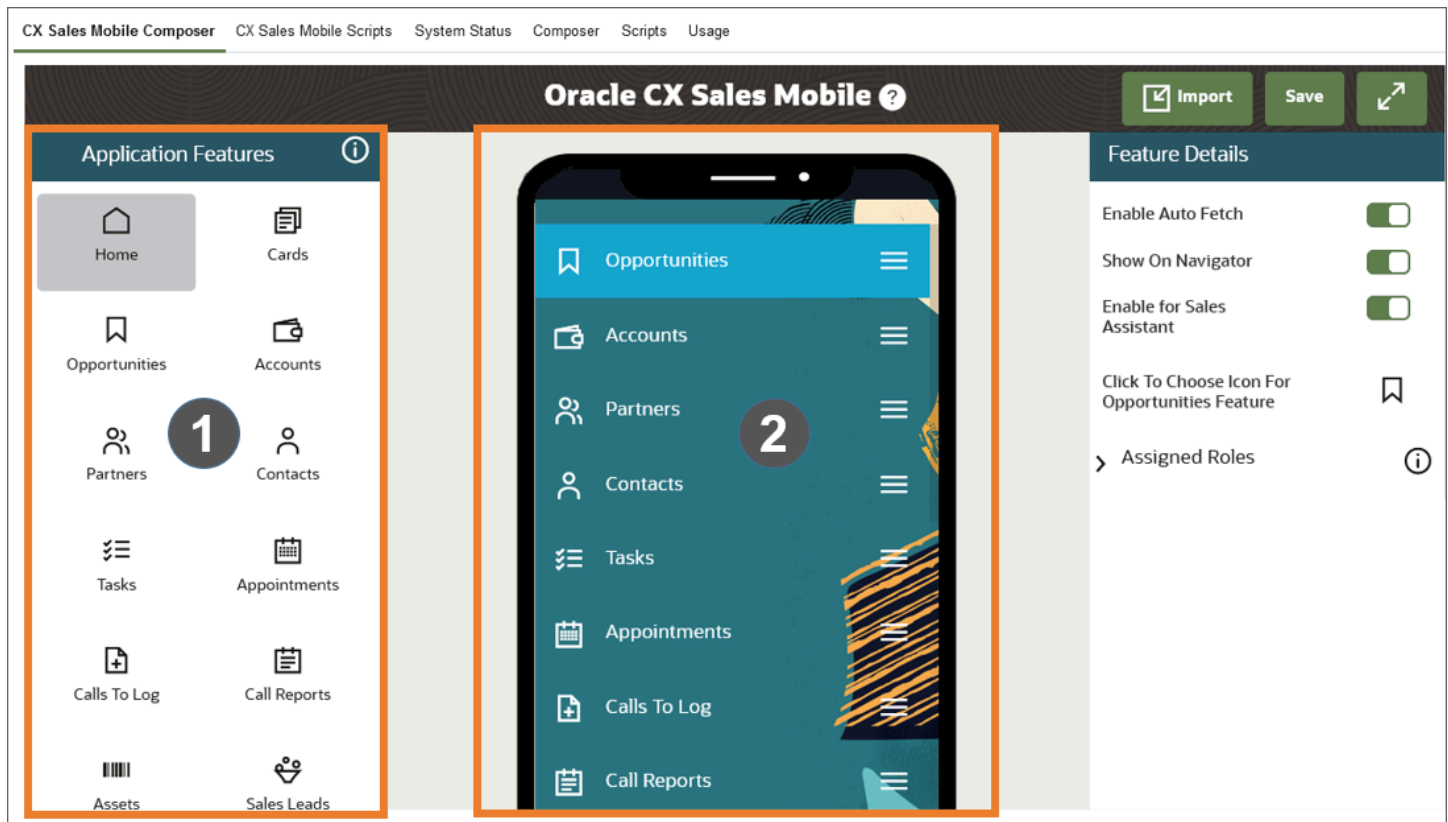 CX Sales Mobile Composer CX Sales Mobile Scripts System Status Composer Scripts Usage
Oracle CX Sales Mobile ?
Import Save
Application Features
Home Cards
Opportunities Accounts
Partners Contacts
Tasks Appointments
Calls To Log Call Reports
Assets Sales Leads
1
Opportunities
Accounts
Partners
Contacts
Tasks
Appointments
Calls To Log
Call Reports
2
Feature Details
Enable Auto Fetch
Show On Navigator
Enable for Sales
Assistant
Click To Choose Icon For
Opportunities Feature
Assigned Roles